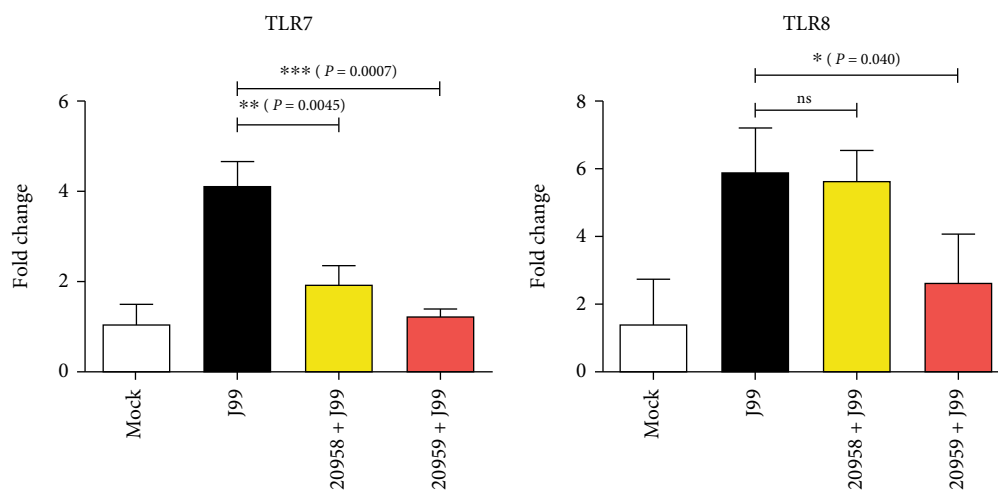 TLR7
*** ( P = 0.0007)
** ( P = 0.0045)
6
4
2
0
Fold change
Mock
J99
20958 + J99
20959 + J99
TLR8
* ( P = 0.040)
ns
8
6
4
2
0
Fold change
Mock
J99
20958 + J99
20959 + J99